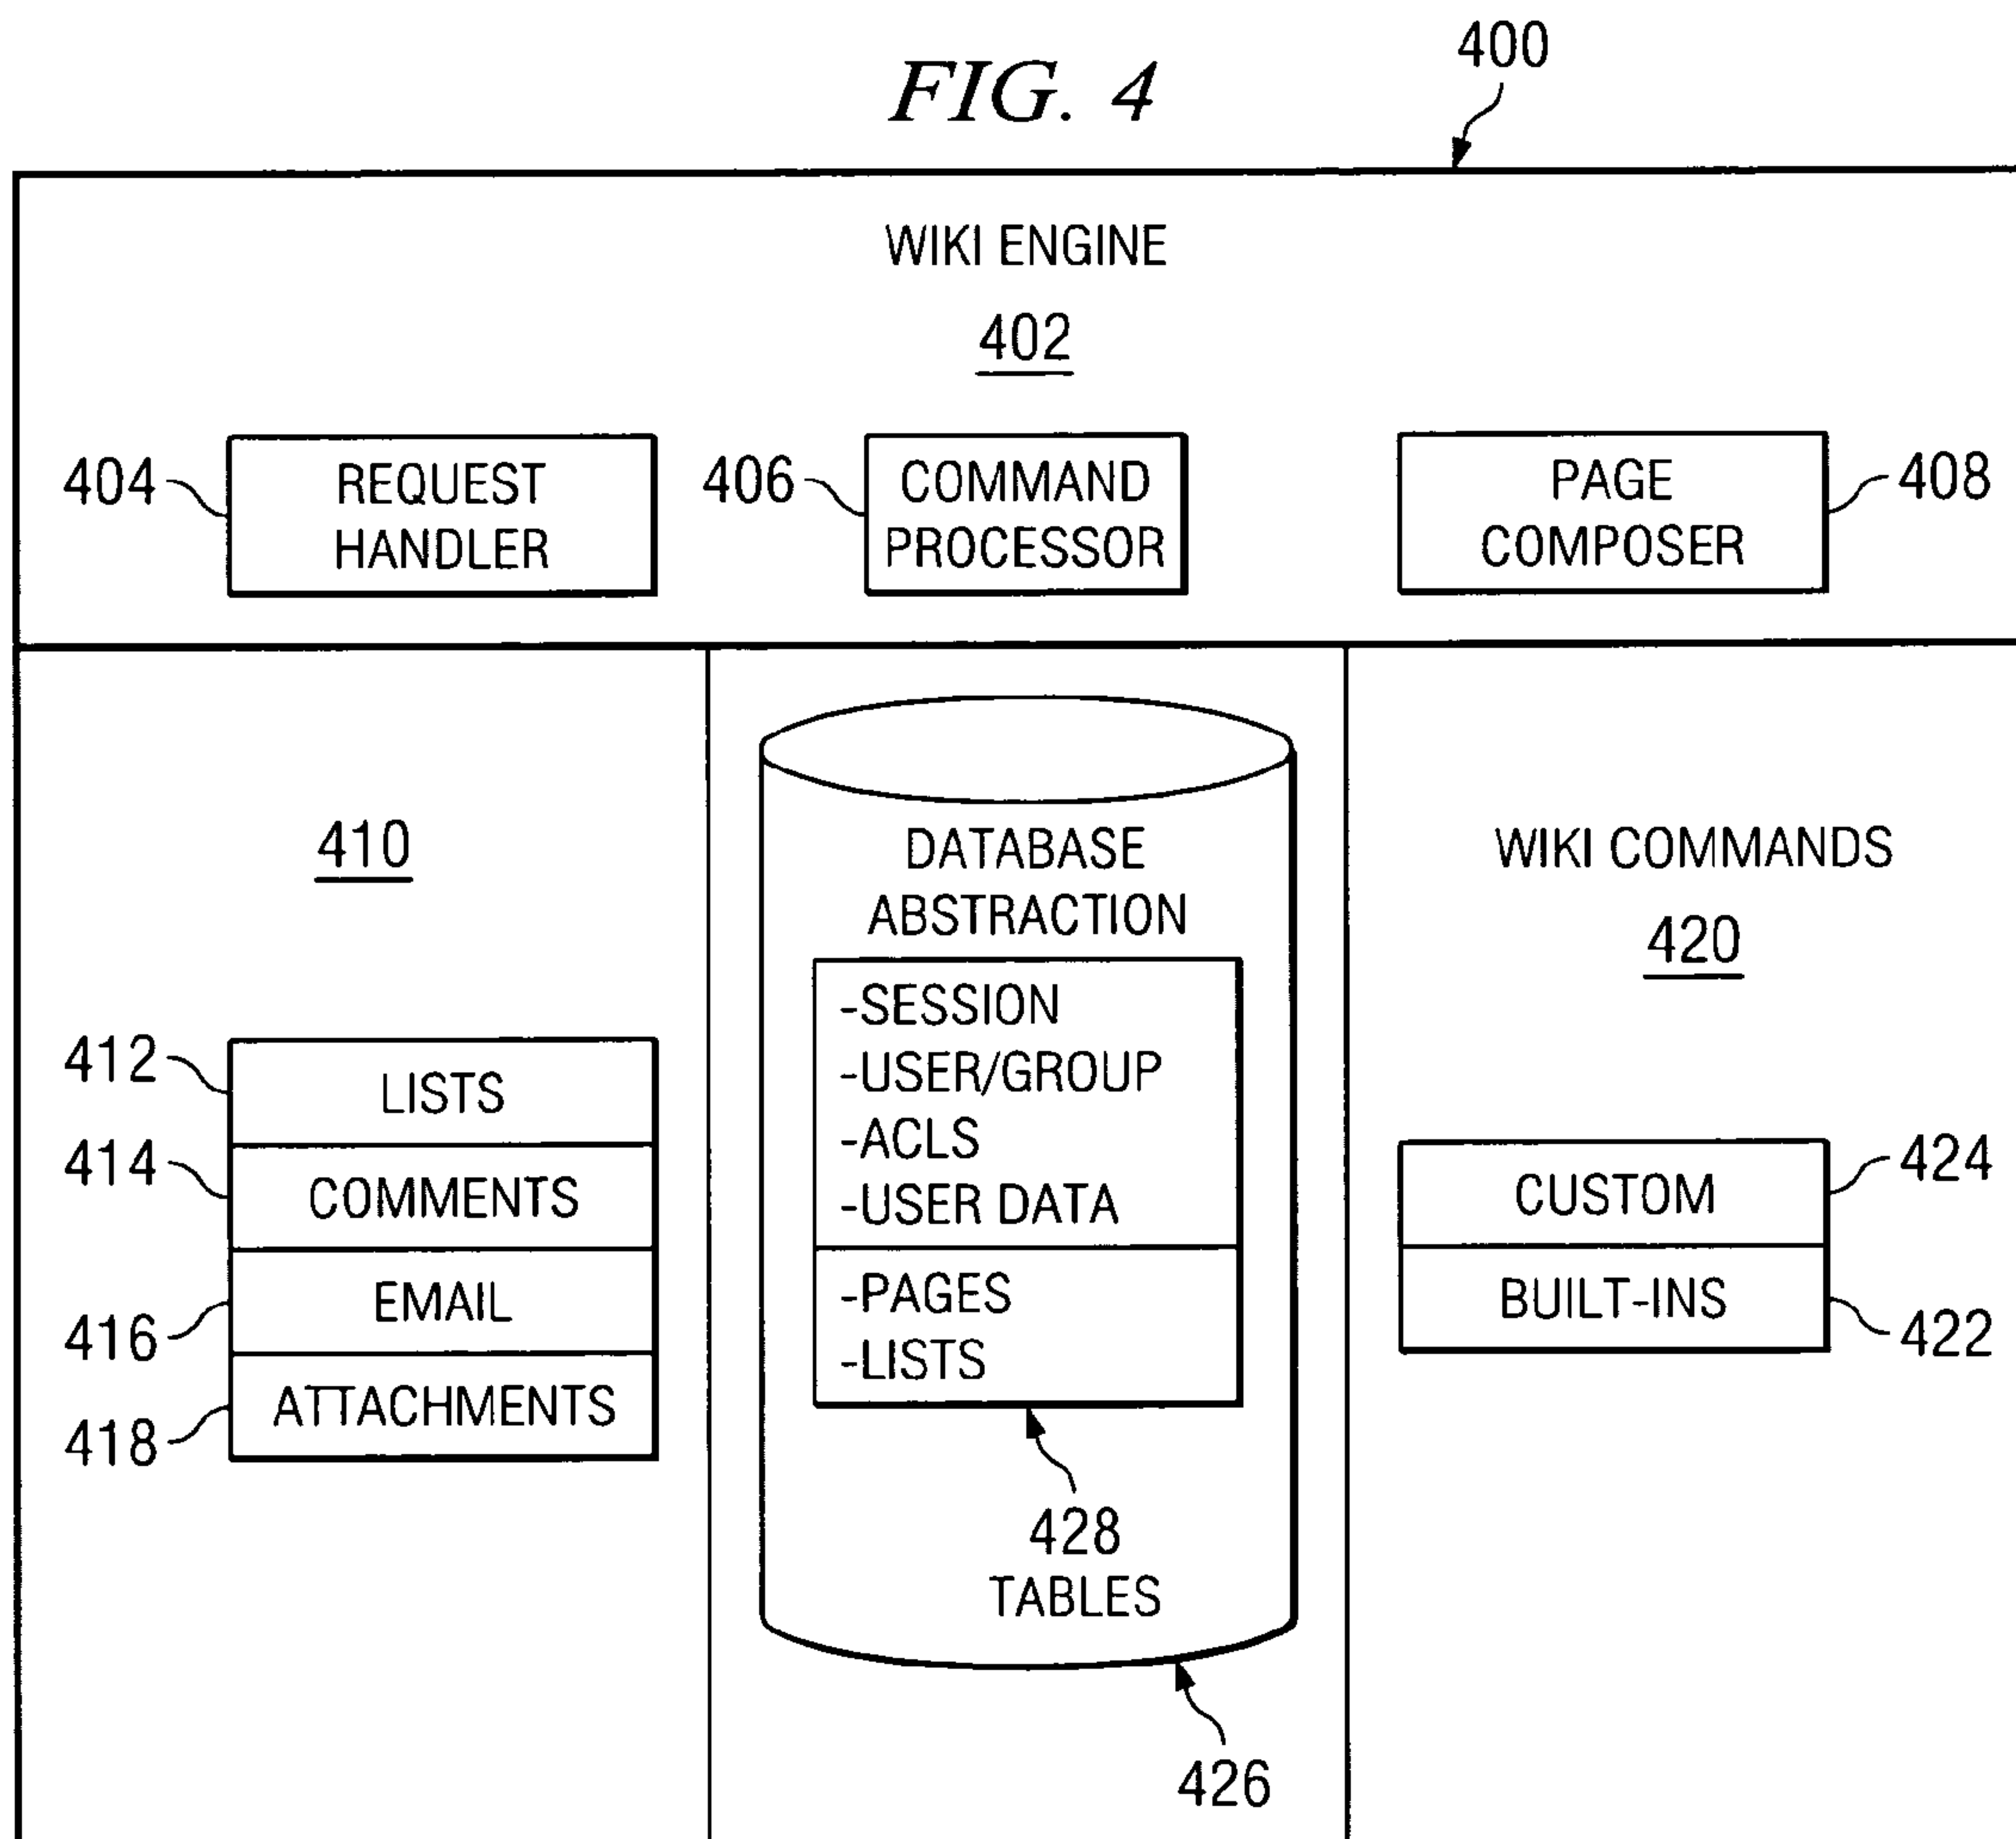 FIG. 4
400
WIKI ENGINE
402
404
REQUEST
HANDLER
406
COMMAND
PROCESSOR
PAGE
COMPOSER
408
410
412
LISTS
414
COMMENTS
416
EMAIL
418
ATTACHMENTS
DATABASE
ABSTRACTION
-SESSION
-USER/GROUP
-ACLS
-USER DATA
-PAGES
-LISTS
428
TABLES
426
WIKI COMMANDS
420
CUSTOM
424
BUILT-INS
422